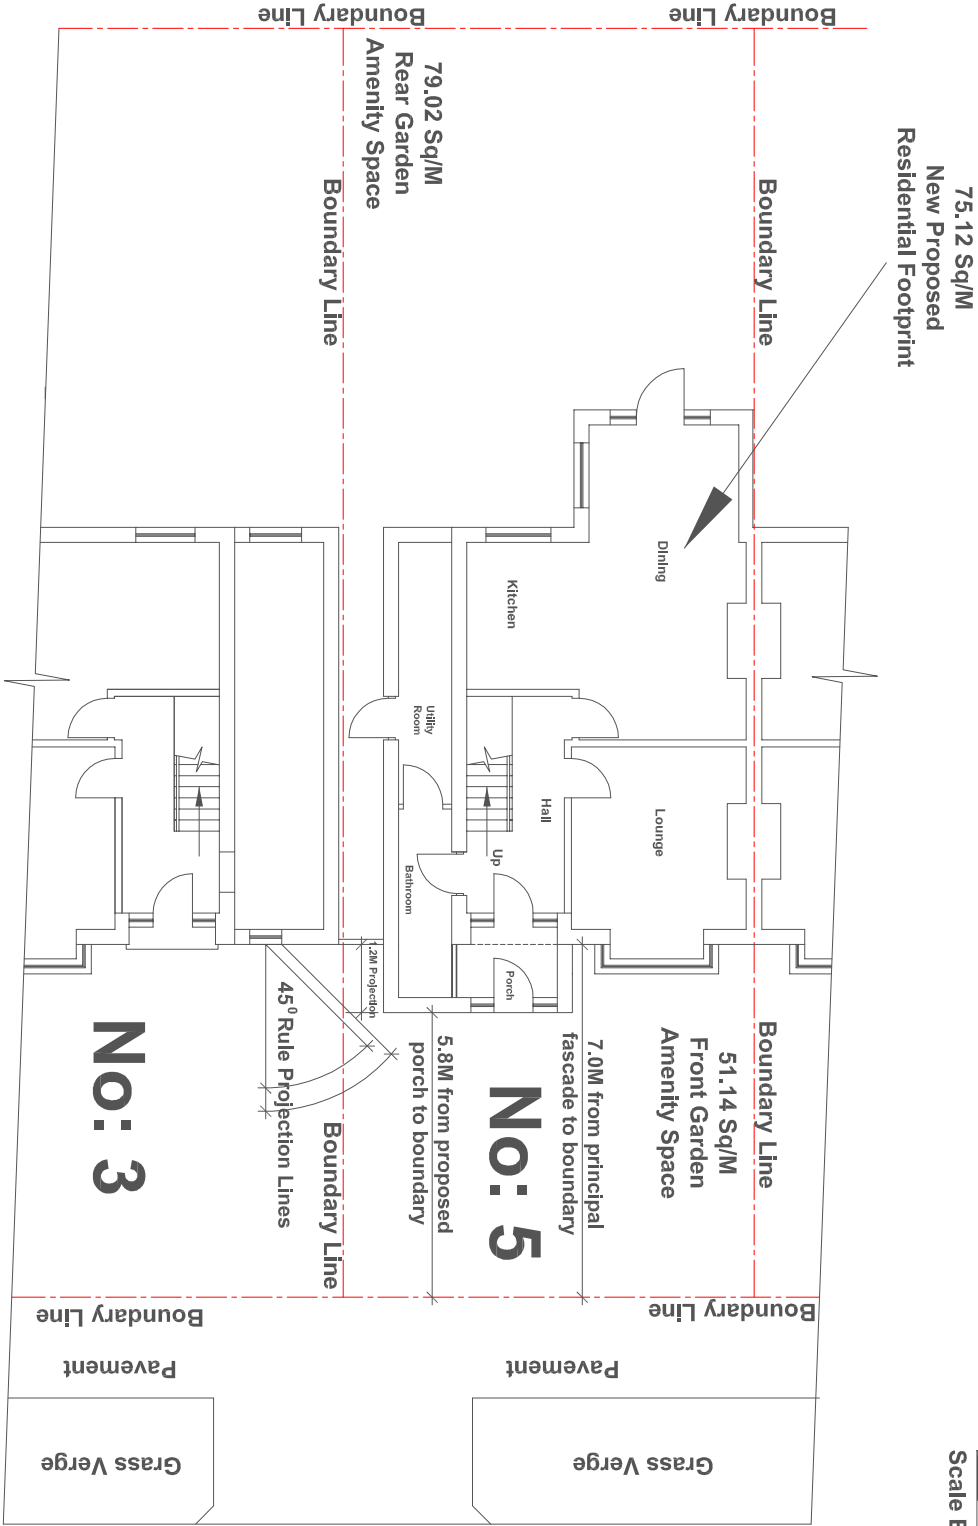 75.12 Sq/M
New Proposed
Residential Footprint
79.02 Sq/M
Rear Garden
Amenity Space
Boundary Line
Boundary Line
Boundary Line
Boundary Line
Dining
Kitchen
Utility
Room
Hall
Lounge
Up
Bathroom
Porch
1.2M Projection
45⁰ Rule Projection Lines
5.8M from proposed
porch to boundary
7.0M from principal
fascade to boundary
51.14 Sq/M
Front Garden
Amenity Space
Boundary Line
Boundary Line
No: 5
No: 3
Boundary Line
Boundary Line
Pavement
Pavement
Grass Verge
Grass Verge
Scale